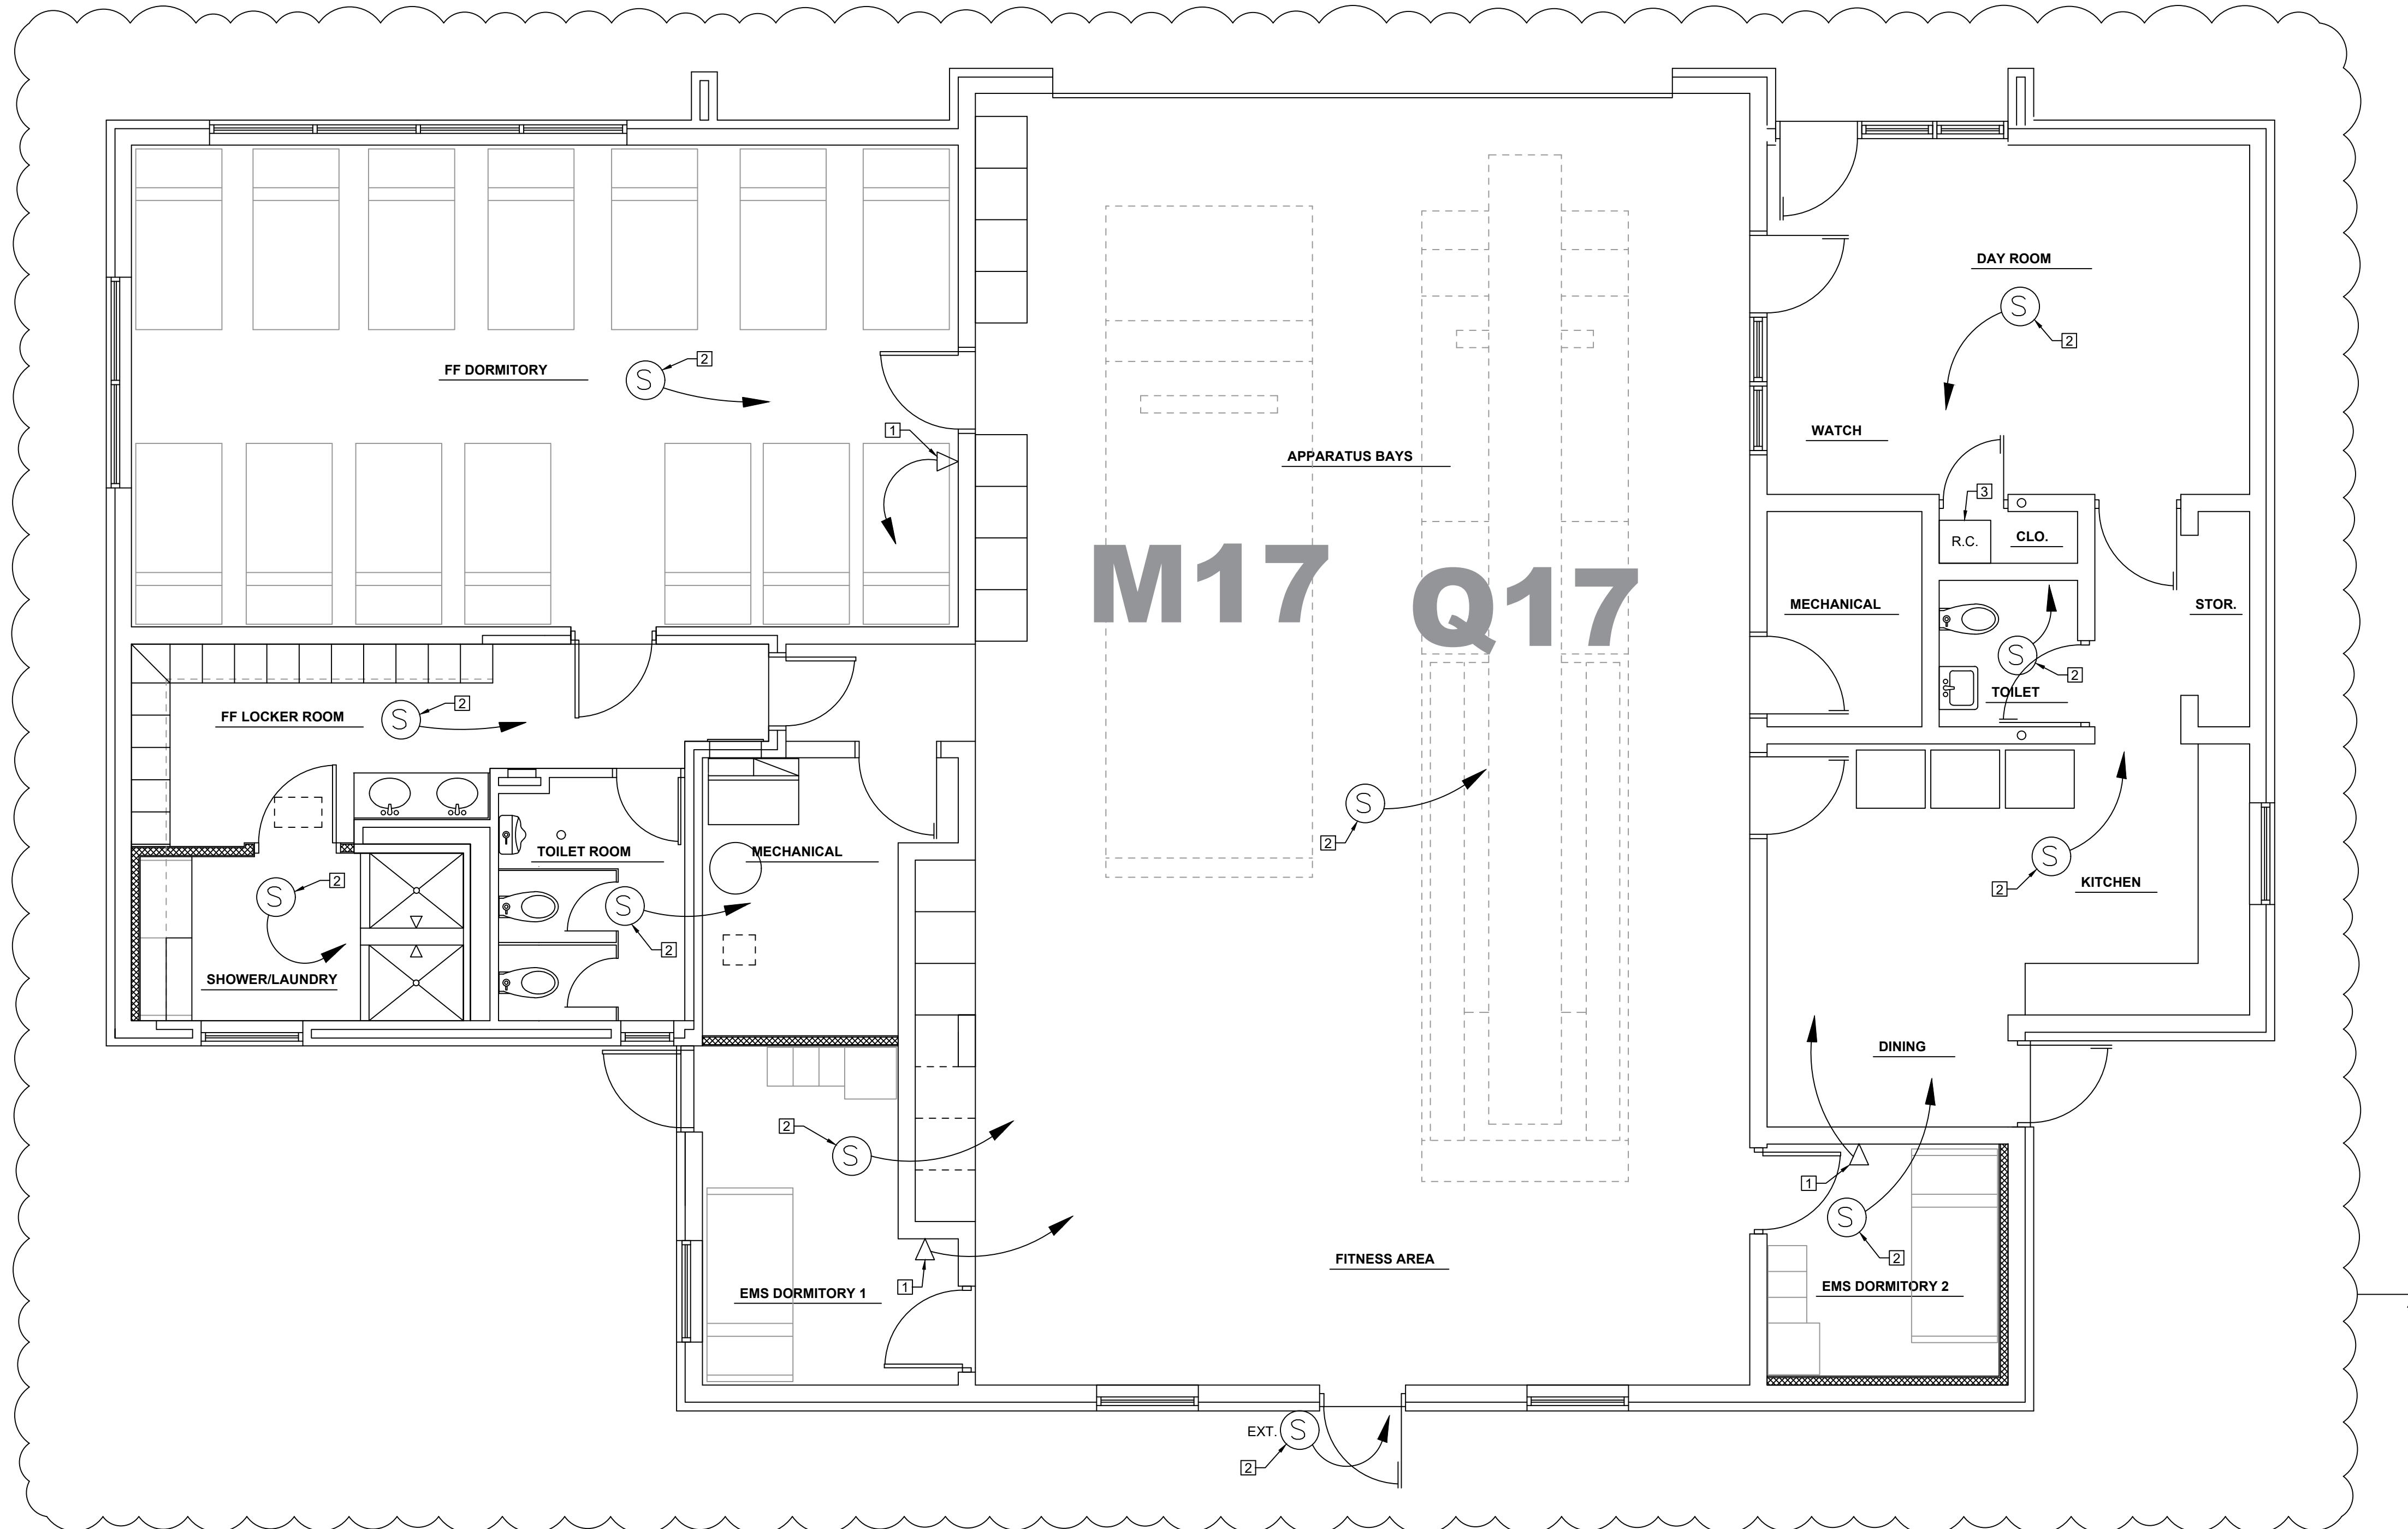 DAY ROOM
S
2
FF DORMITORY
S
2
1
WATCH
APPARATUS BAYS
3
R.C.
CLO.
M17
Q17
MECHANICAL
STOR.
S
2
TOILET
FF LOCKER ROOM
S
2
S
2
TOILET ROOM
MECHANICAL
S
2
KITCHEN
S
2
S
2
SHOWER/LAUNDRY
DINING
2
S
1
S
2
FITNESS AREA
1
EMS DORMITORY 1
EMS DORMITORY 2
EXT.
S
2